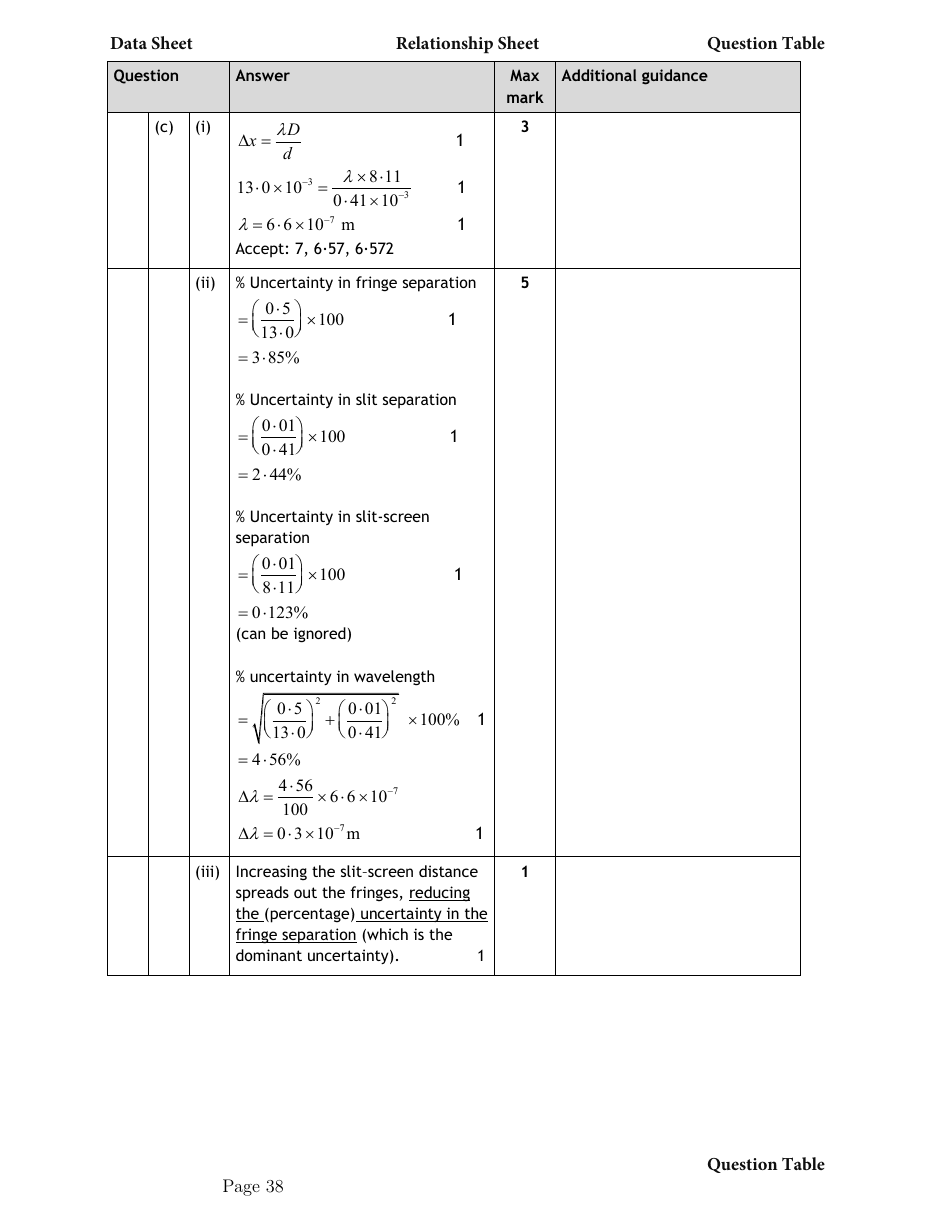 Data Sheet Relationship Sheet Question Table
Question Answer Max mark Additional guidance
(c) (i) Δx = λD/d 1 3
13·0×10⁻³ = (λ×8·11)/(0·41×10⁻³) 1
λ = 6·6×10⁻⁷ m 1
Accept: 7, 6·57, 6·572
(ii) % Uncertainty in fringe separation 5
= (0·5/13·0) ×100 1
= 3·85%
% Uncertainty in slit separation
= (0·01/0·41) ×100 1
= 2·44%
% Uncertainty in slit-screen
separation
= (0·01/8·11) ×100 1
= 0·123%
(can be ignored)
% uncertainty in wavelength
= √((0·5/13·0)² + (0·01/0·41)²) ×100% 1
= 4·56%
Δλ = 4·56/100 × 6·6×10⁻⁷
Δλ = 0·3×10⁻⁷ m 1
(iii) Increasing the slit–screen distance 1
spreads out the fringes, reducing
the (percentage) uncertainty in the
fringe separation (which is the
dominant uncertainty). 1
Question Table
Page 38